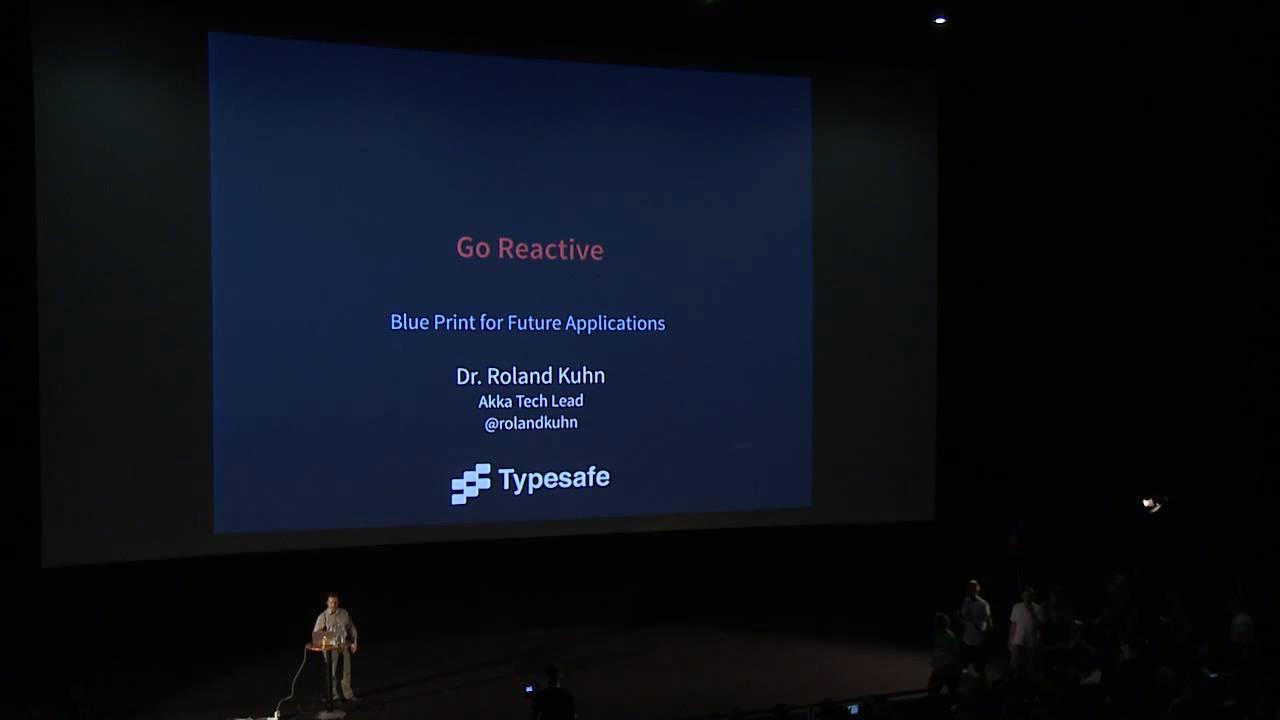 Go Reactive
Blue Print for Future Applications
Dr. Roland Kuhn
Akka Tech Lead
@rolandkuhn
Typesafe